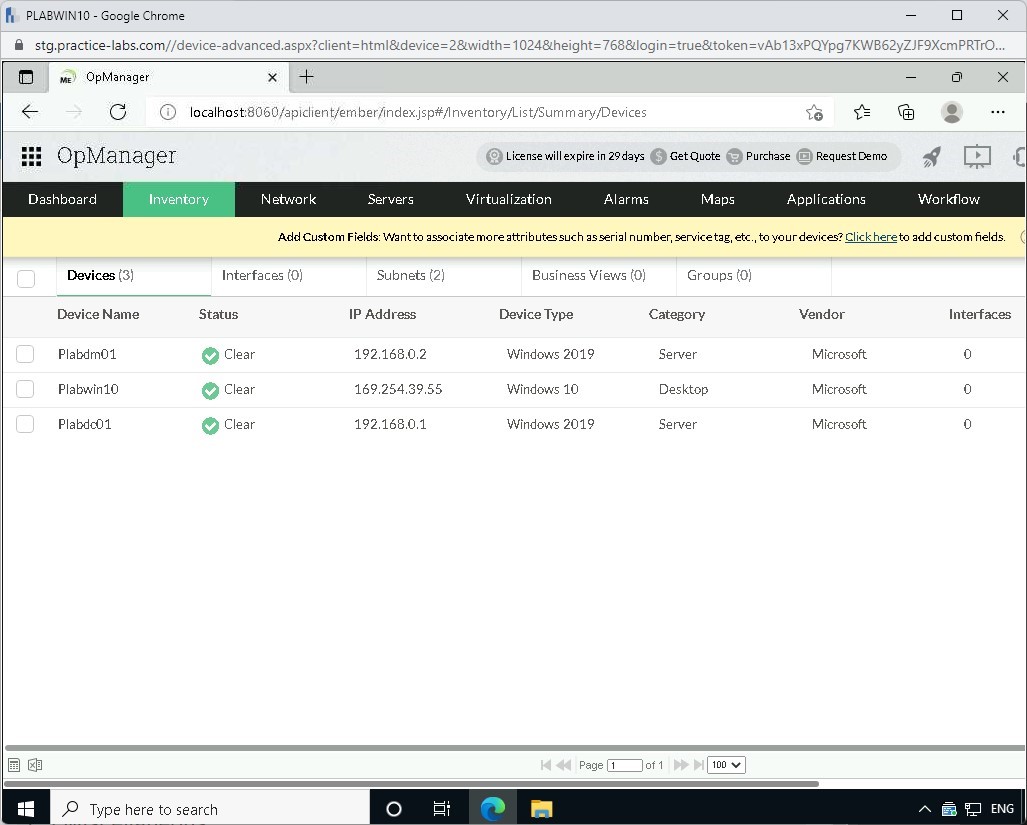 PLABWIN10 - Google Chrome
stg.practice-labs.com//device-advanced.aspx?client=html&device=2&width=1024&height=768&login=true&token=vAb13xPQYpg7KWB62yZJF9XcmPRTrO...
ME OpManager
localhost:8060/apiclient/ember/index.jsp#/Inventory/List/Summary/Devices
OpManager License will expire in 29 days $ Get Quote Purchase Request Demo
Dashboard Inventory Network Servers Virtualization Alarms Maps Applications Workflow
Add Custom Fields: Want to associate more attributes such as serial number, service tag, etc., to your devices? Click here to add custom fields.
Devices (3) Interfaces (0) Subnets (2) Business Views (0) Groups (0)
Device Name Status IP Address Device Type Category Vendor Interfaces
Plabdm01 Clear 192.168.0.2 Windows 2019 Server Microsoft 0
Plabwin10 Clear 169.254.39.55 Windows 10 Desktop Microsoft 0
Plabdc01 Clear 192.168.0.1 Windows 2019 Server Microsoft 0
Page 1 of 1 100
Type here to search ENG